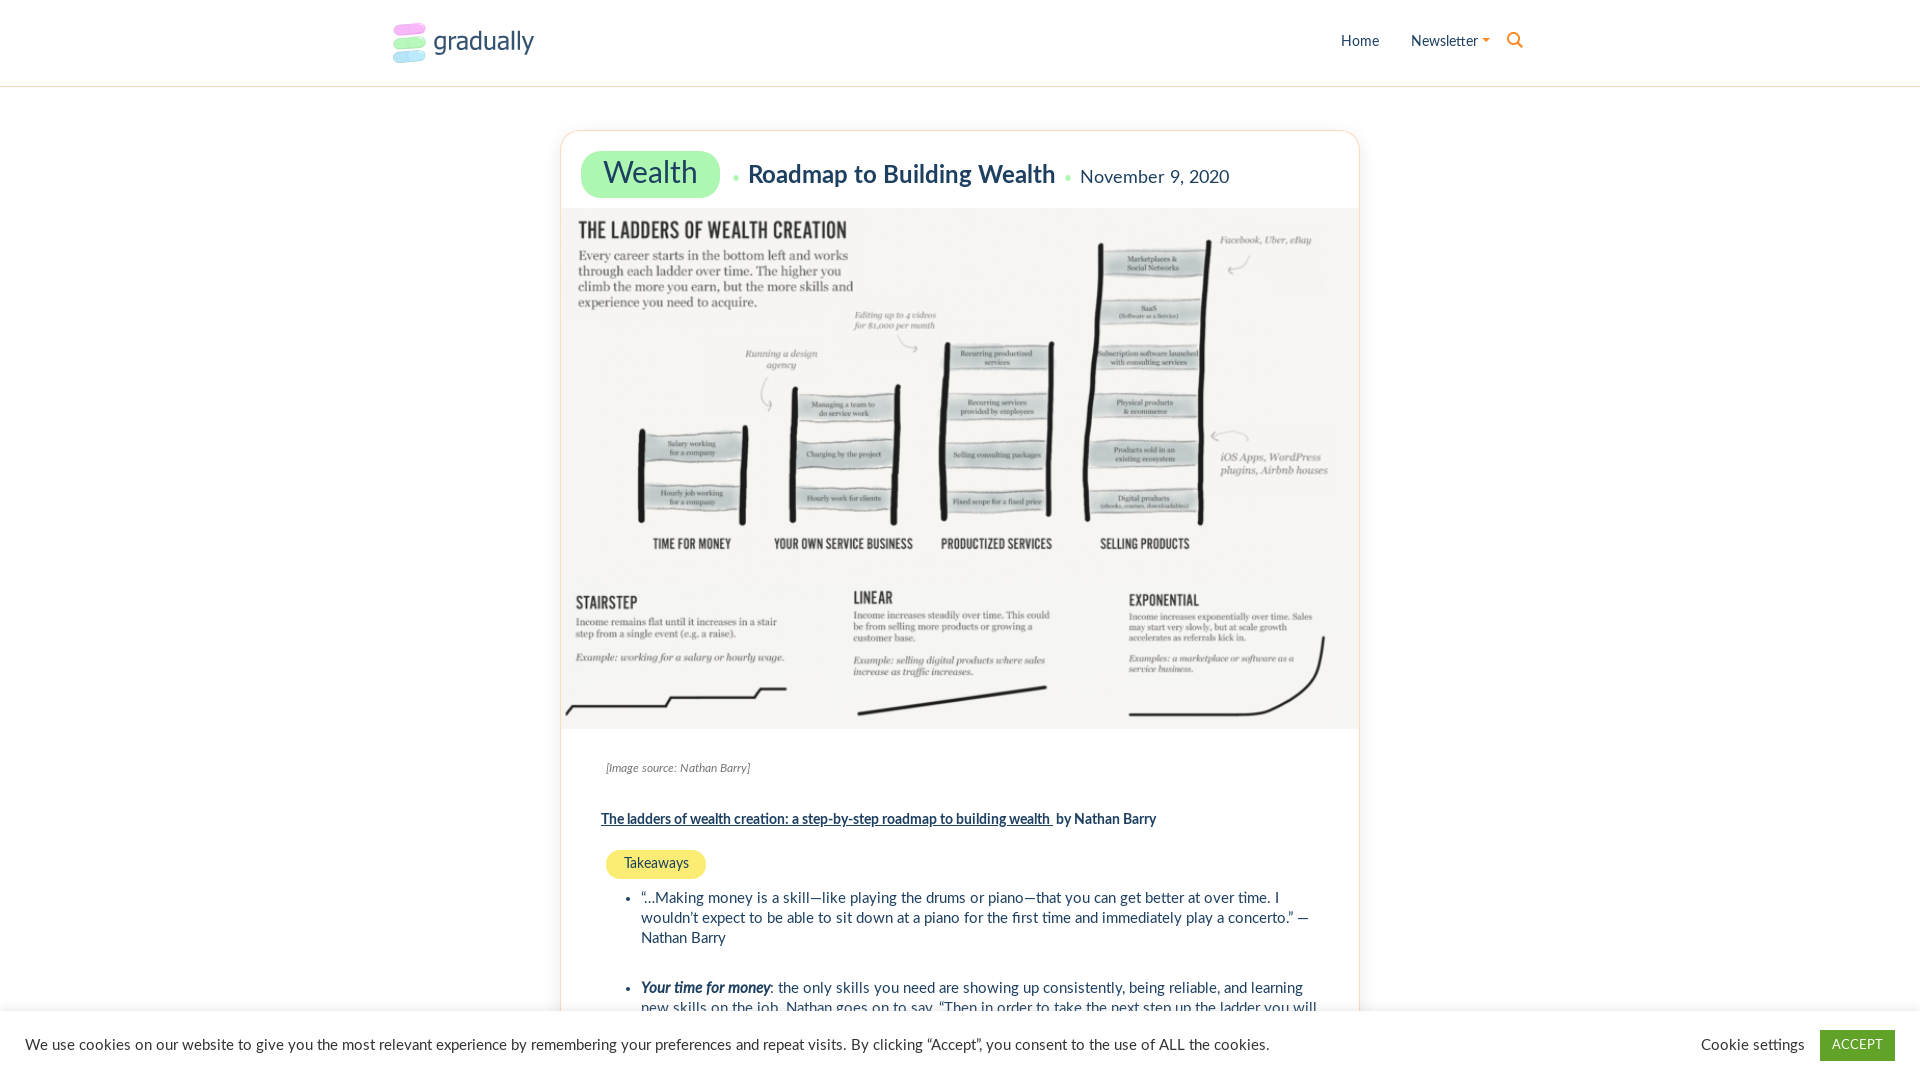 gradually
Home
Newsletter
Wealth
Roadmap to Building Wealth
November 9, 2020
THE LADDERS OF WEALTH CREATION
Every career starts in the bottom left and works
through each ladder over time. The higher you
climb the more you earn, but the more skills and
experience you need to acquire.
Facebook, Uber, eBay
Marketplaces &
Social Networks
SaaS
(Software as a Service)
Editing up to 4 videos
for $1,000 per month
Running a design
agency
Recurring productized
services
Subscription software launched
with consulting services
Managing a team to
do service work
Recurring services
provided by employees
Physical products
& ecommerce
Salary working
for a company
Charging by the project
Selling consulting packages
Products sold in an
existing ecosystem
iOS Apps, WordPress
plugins, Airbnb houses
Hourly job working
for a company
Hourly work for clients
Fixed scope for a fixed price
Digital products
(ebooks, courses, downloadables)
TIME FOR MONEY
YOUR OWN SERVICE BUSINESS
PRODUCTIZED SERVICES
SELLING PRODUCTS
STAIRSTEP
Income remains flat until it increases in a stair
step from a single event (e.g. a raise).
Example: working for a salary or hourly wage.
LINEAR
Income increases steadily over time. This could
be from selling more products or growing a
customer base.
Example: selling digital products where sales
increase as traffic increases.
EXPONENTIAL
Income increases exponentially over time. Sales
may start very slowly, but at scale growth
accelerates as referrals kick in.
Examples: a marketplace or software as a
service business.
[Image source: Nathan Barry]
The ladders of wealth creation: a step-by-step roadmap to building wealth by Nathan Barry
Takeaways
• “…Making money is a skill—like playing the drums or piano—that you can get better at over time. I
wouldn’t expect to be able to sit down at a piano for the first time and immediately play a concerto.” —
Nathan Barry
• Your time for money: the only skills you need are showing up consistently, being reliable, and learning
new skills on the job. Nathan goes on to say, “Then in order to take the next step up the ladder you will
We use cookies on our website to give you the most relevant experience by remembering your preferences and repeat visits. By clicking “Accept”, you consent to the use of ALL the cookies.
Cookie settings
ACCEPT